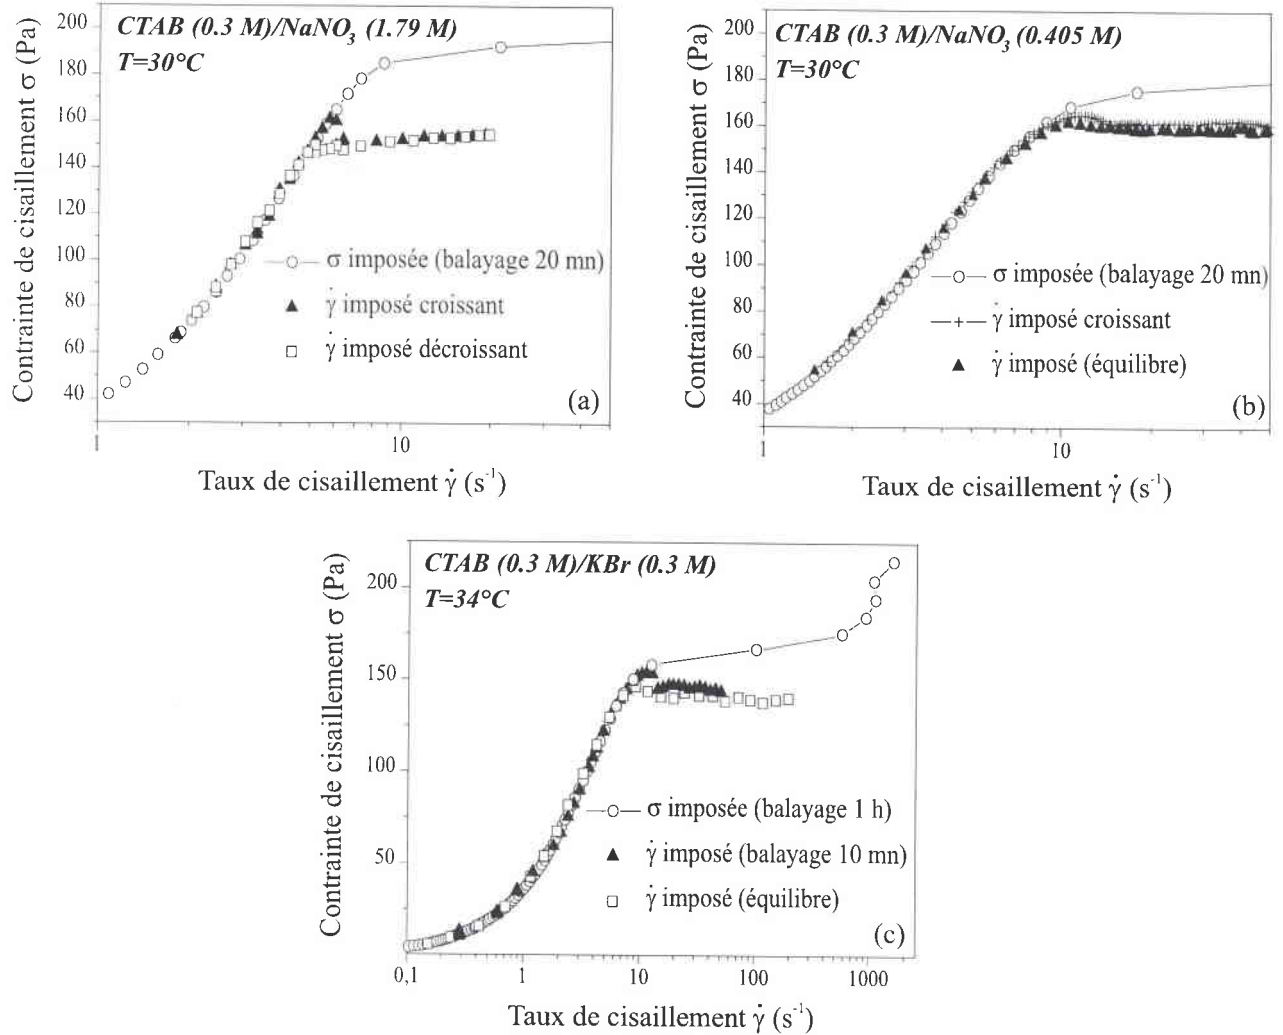 CTAB (0.3 M)/NaNO₃ (1.79 M)
T=30°C
Contrainte de cisaillement σ (Pa)
200
180
160
140
120
100
80
60
40
σ imposée (balayage 20 mn)
γ̇ imposé croissant
γ̇ imposé décroissant
(a)
1
10
Taux de cisaillement γ̇ (s⁻¹)
CTAB (0.3 M)/NaNO₃ (0.405 M)
T=30°C
Contrainte de cisaillement σ (Pa)
200
180
160
140
120
100
80
60
40
σ imposée (balayage 20 mn)
γ̇ imposé croissant
γ̇ imposé (équilibre)
(b)
1
10
Taux de cisaillement γ̇ (s⁻¹)
CTAB (0.3 M)/KBr (0.3 M)
T=34°C
Contrainte de cisaillement σ (Pa)
200
150
100
50
σ imposée (balayage 1 h)
γ̇ imposé (balayage 10 mn)
γ̇ imposé (équilibre)
(c)
0,1
1
10
100
1000
Taux de cisaillement γ̇ (s⁻¹)